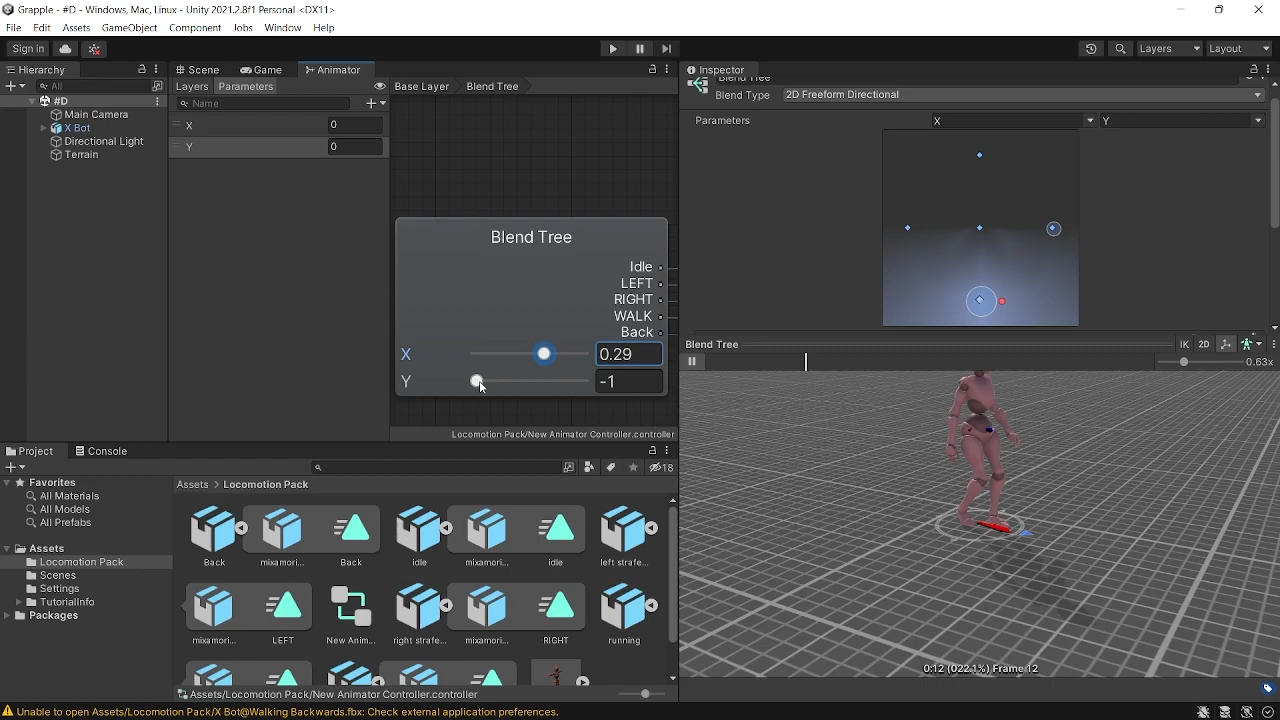 Grapple - #D - Windows, Mac, Linux - Unity 2021.2.8f1 Personal <DX11>
File Edit Assets GameObject Component Jobs Window Help
Sign in
Layers Layout
Hierarchy
All
#D
Main Camera
X Bot
Directional Light
Terrain
Scene Game Animator
Layers Parameters
Name
X 0
Y 0
Base Layer Blend Tree
Blend Tree
Idle
LEFT
RIGHT
WALK
Back
X 0.29
Y -1
Locomotion Pack/New Animator Controller.controller
Inspector
Blend Tree
Blend Type 2D Freeform Directional
Parameters X Y
Blend Tree IK 2D
0.63x
0:12 (022.1%) Frame 12
Project Console
18
Favorites
All Materials
All Models
All Prefabs
Assets
Locomotion Pack
Scenes
Settings
TutorialInfo
Packages
Assets > Locomotion Pack
Back mixamori... Back idle mixamori... idle left strafe...
mixamori... LEFT New Anim... right strafe... mixamori... RIGHT running
Assets/Locomotion Pack/New Animator Controller.controller
Unable to open Assets/Locomotion Pack/X Bot@Walking Backwards.fbx: Check external application preferences.